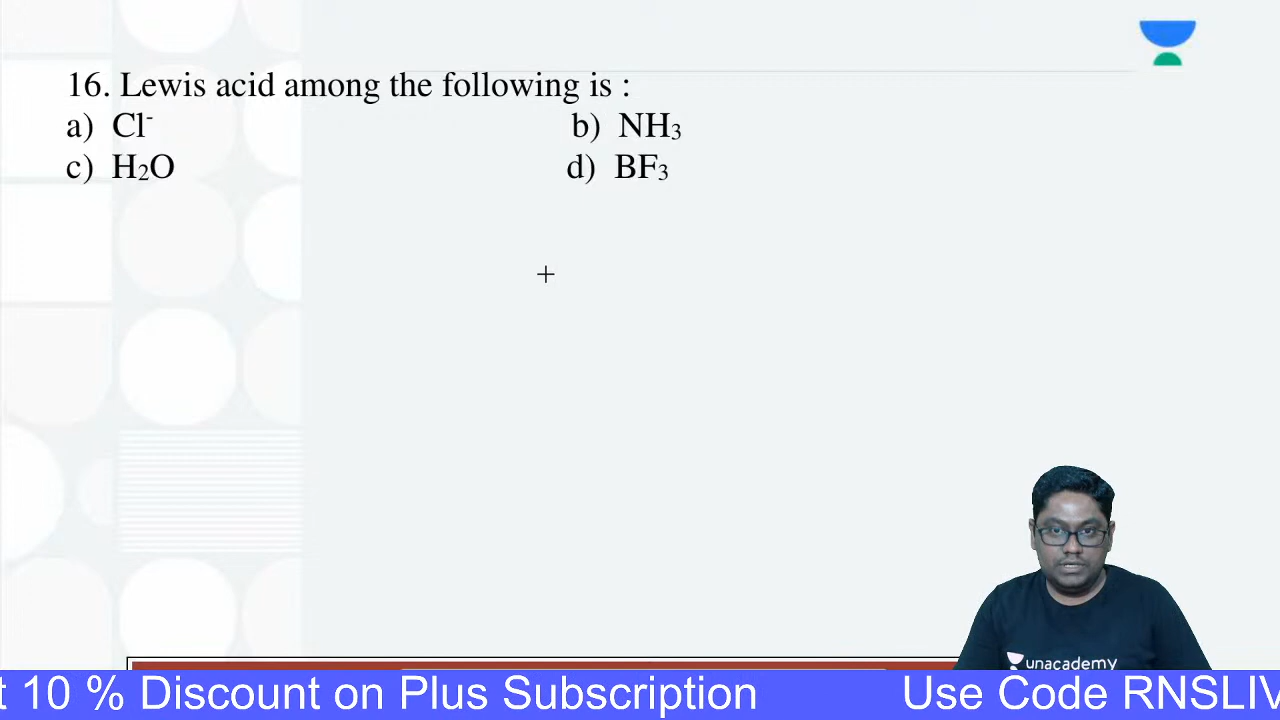 16. Lewis acid among the following is :
a) Cl⁻ b) NH₃
c) H₂O d) BF₃
unacademy
t 10 % Discount on Plus Subscription Use Code RNSLIV